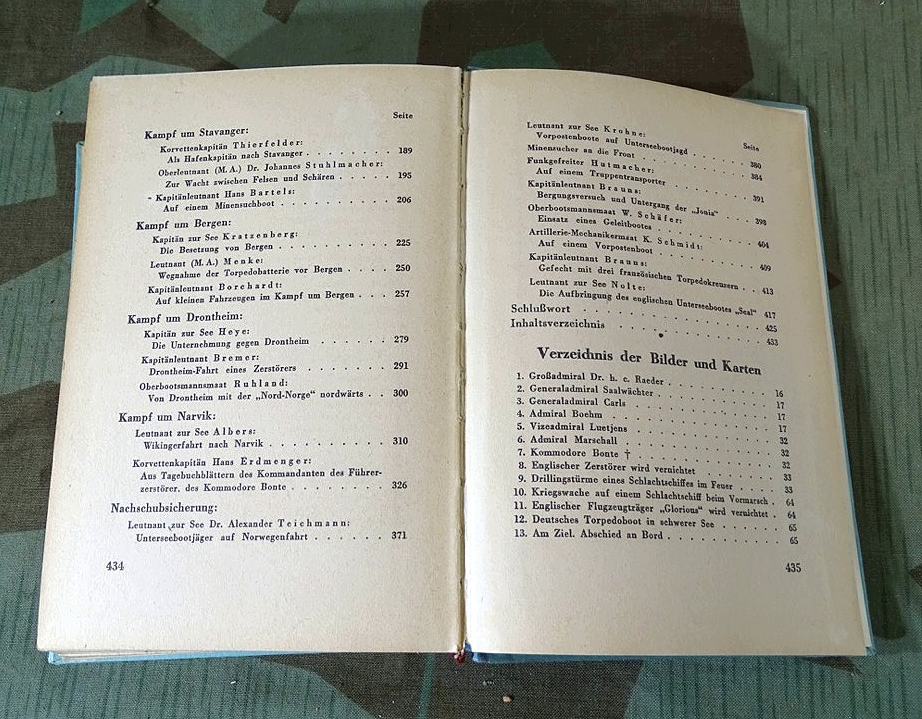 Seite
Kampf um Stavanger:
Korvettenkapitän Thierfelder:
Als Hafenkapitän nach Stavanger . . . . . . . . . . 189
Oberleutnant (M. A.) Dr. Johannes Stuhlmacher:
Zur Wacht zwischen Felsen und Schären . . . . . . 195
Kapitänleutnant Hans Bartels:
Auf einem Minensuchboot . . . . . . . . . . . . 206
Kampf um Bergen:
Kapitän zur See Kratzenberg:
Die Besetzung von Bergen . . . . . . . . . . . . 225
Leutnant (M. A.) Menke:
Wegnahme der Torpedobatterie vor Bergen . . . . . 250
Kapitänleutnant Borchardt:
Auf kleinen Fahrzeugen im Kampf um Bergen . . . 257
Kampf um Drontheim:
Kapitän zur See Heye:
Die Unternehmung gegen Drontheim . . . . . . . 279
Kapitänleutnant Bremer:
Drontheim-Fahrt eines Zerstörers . . . . . . . . . 291
Oberbootsmannsmaat Ruhland:
Von Drontheim mit der „Nord-Norge“ nordwärts . . 300
Kampf um Narvik:
Leutnant zur See Albers:
Wikingerfahrt nach Narvik . . . . . . . . . . . . 310
Korvettenkapitän Hans Erdmenger:
Aus Tagebuchblättern des Kommandanten des Führer-
zerstörer. des Kommodore Bonte . . . . . . . . . 326
Nachschubsicherung:
Leutnant zur See Dr. Alexander Teichmann:
Unterseebootjäger auf Norwegenfahrt . . . . . . . 371
434
Seite
Leutnant zur See Krohne:
Vorpostenboote auf Unterseebootjagd . . . . . . 380
Minensucher an die Front . . . . . . . . . . . . 384
Funkgefreiter Hutmacher:
Auf einem Truppentransporter . . . . . . . . . . 391
Kapitänleutnant Brauns:
Bergungsversuch und Untergang der „Jonia“ . . . 398
Oberbootsmannsmaat W. Schäfer:
Einsatz eines Geleitbootes . . . . . . . . . . . 404
Artillerie-Mechanikermaat K. Schmidt:
Auf einem Vorpostenboot . . . . . . . . . . . . 409
Kapitänleutnant Brauns:
Gefecht mit drei französischen Torpedokreuzern . . 413
Leutnant zur See Nolte:
Die Aufbringung des englischen Unterseebootes „Seal“ 417
Schlußwort . . . . . . . . . . . . . . . 425
Inhaltsverzeichnis . . . . . . . . . . . . 433
Verzeichnis der Bilder und Karten
1. Großadmiral Dr. h. c. Raeder . . . . . . . . . . 16
2. Generaladmiral Saalwächter . . . . . . . . . . . 17
3. Generaladmiral Carls . . . . . . . . . . . . . 17
4. Admiral Boehm . . . . . . . . . . . . . . . 17
5. Vizeadmiral Luetjens . . . . . . . . . . . . . 32
6. Admiral Marschall . . . . . . . . . . . . . . 32
7. Kommodore Bonte † . . . . . . . . . . . . . 32
8. Englischer Zerstörer wird vernichtet . . . . . . . 33
9. Drillingstürme eines Schlachtschiffes im Feuer . . . 33
10. Kriegswache auf einem Schlachtschiff beim Vormarsch . 64
11. Englischer Flugzeugträger „Glorious“ wird vernichtet . 64
12. Deutsches Torpedoboot in schwerer See . . . . . . 65
13. Am Ziel. Abschied an Bord . . . . . . . . . . . 65
435